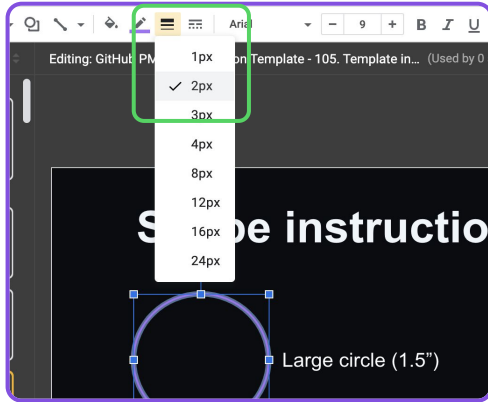 Arial
9
B I U
1px
Editing: GitHub PM on Template - 105. Template in... (Used by 0
2px
3px
4px
8px
12px
16px
24px
S pe instructio
Large circle (1.5”)